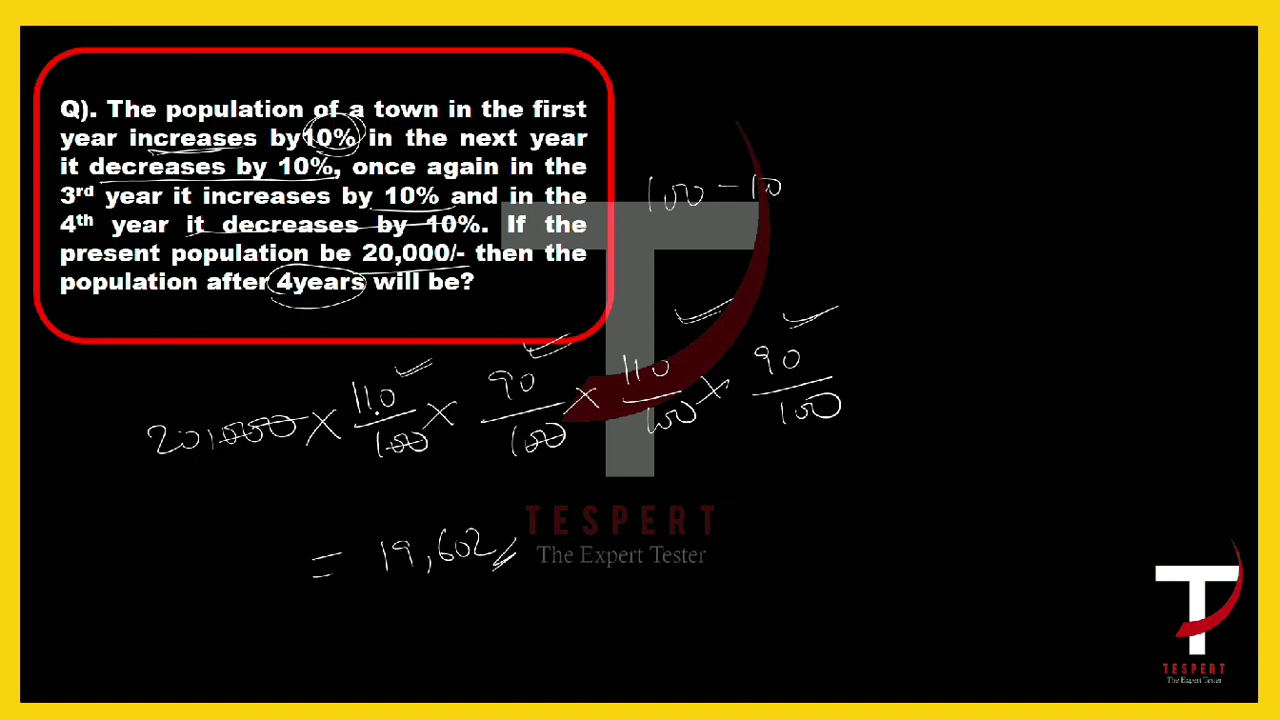 Q). The population of a town in the first
year increases by 10% in the next year
it decreases by 10%, once again in the
3rd year it increases by 10% and in the
4th year it decreases by 10%. If the
present population be 20,000/- then the
population after 4years will be?
100 - 10
20,000 × 110/100 × 90/100 × 110/100 × 90/100
= 19,602
TESPERT
The Expert Tester
TESPERT
The Expert Tester